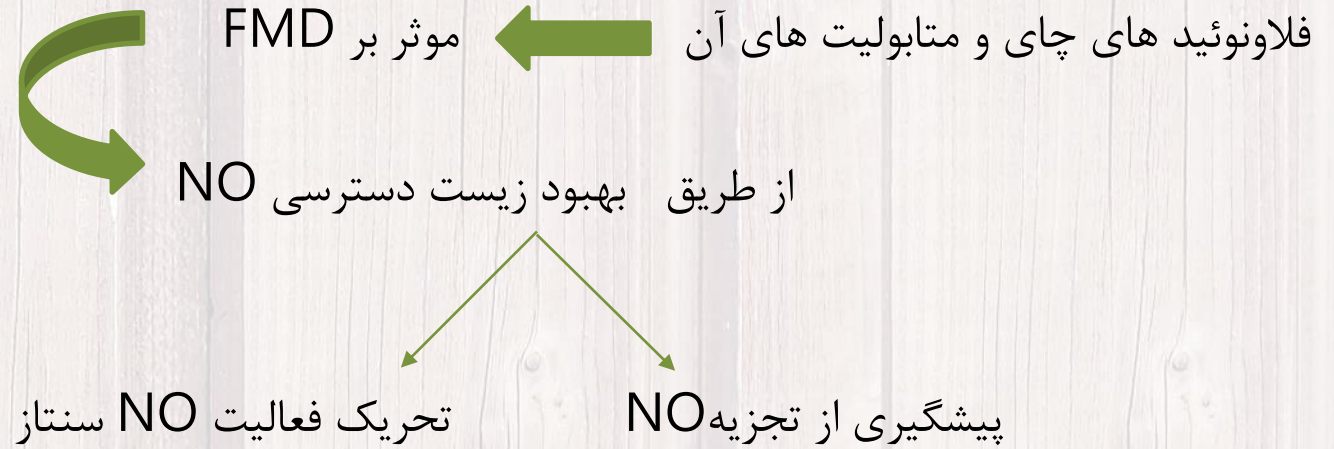 فلاونوئید های چای و متابولیت های آن
موثر بر FMD
از طریق بهبود زیست دسترسی NO
پیشگیری از تجزیهNO
تحریک فعالیت NO سنتاز